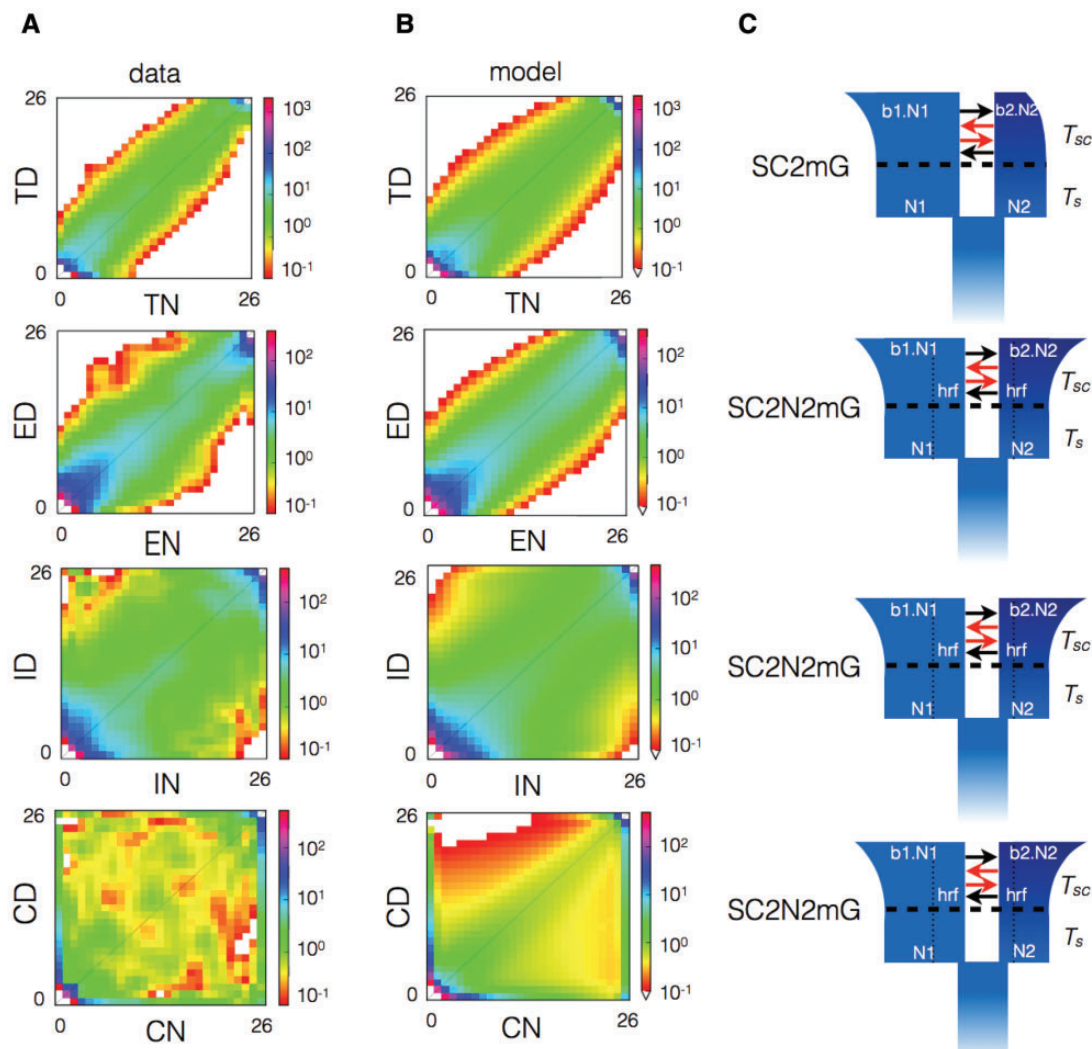 A
B
C
data
model
26
TD
0
0
TN
26
10³
10²
10¹
10⁰
10⁻¹
26
TD
0
0
TN
26
10³
10²
10¹
10⁰
10⁻¹
SC2mG
b1.N1
b2.N2
Tsc
Ts
N1
N2
26
ED
0
0
EN
26
10²
10¹
10⁰
10⁻¹
26
ED
0
0
EN
26
10²
10¹
10⁰
10⁻¹
SC2N2mG
b1.N1
b2.N2
hrf
hrf
Tsc
Ts
N1
N2
26
ID
0
0
IN
26
10²
10¹
10⁰
10⁻¹
26
ID
0
0
IN
26
10²
10¹
10⁰
10⁻¹
SC2N2mG
b1.N1
b2.N2
hrf
hrf
Tsc
Ts
N1
N2
26
CD
0
0
CN
26
10²
10¹
10⁰
10⁻¹
26
CD
0
0
CN
26
10²
10¹
10⁰
10⁻¹
SC2N2mG
b1.N1
b2.N2
hrf
hrf
Tsc
Ts
N1
N2